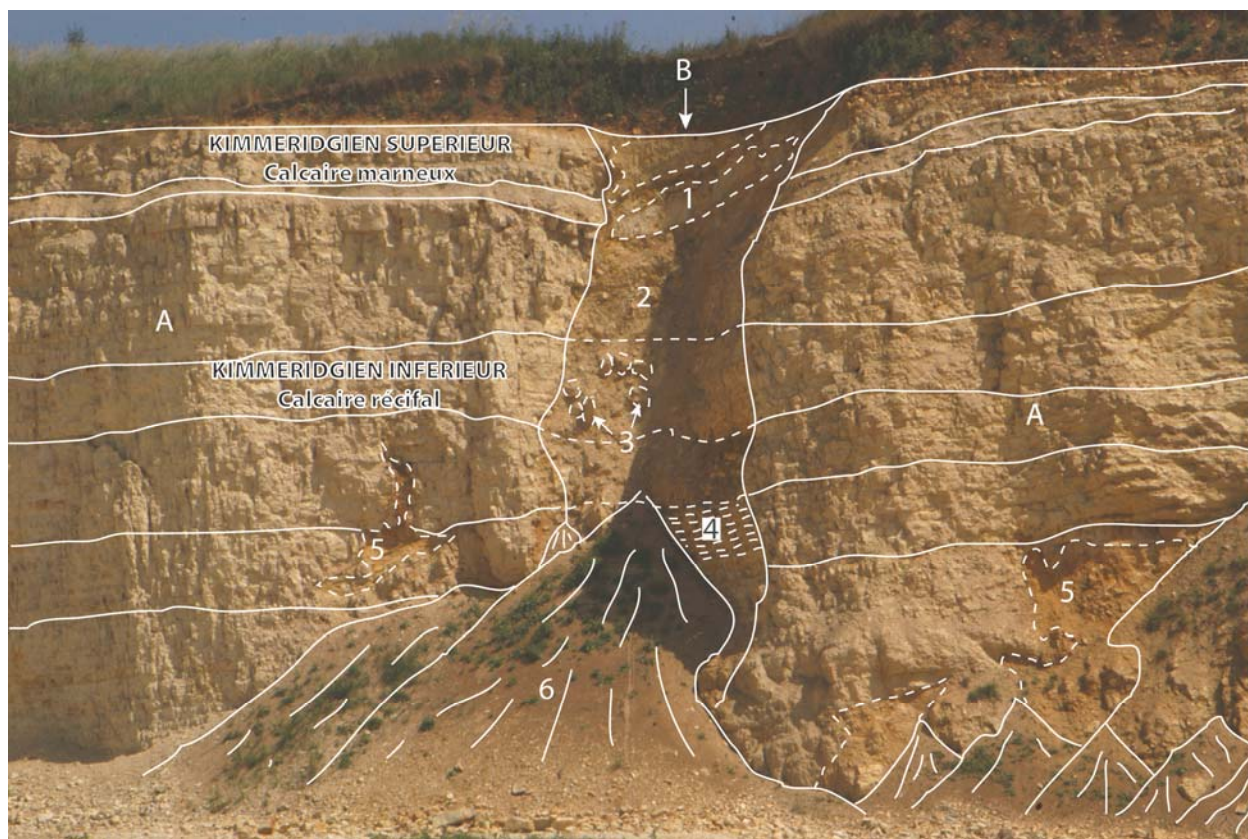 B
KIMMERIDGIEN SUPERIEUR
Calcaire marneux
1
2
A
KIMMERIDGIEN INFERIEUR
Calcaire récifal
A
3
4
5
5
6